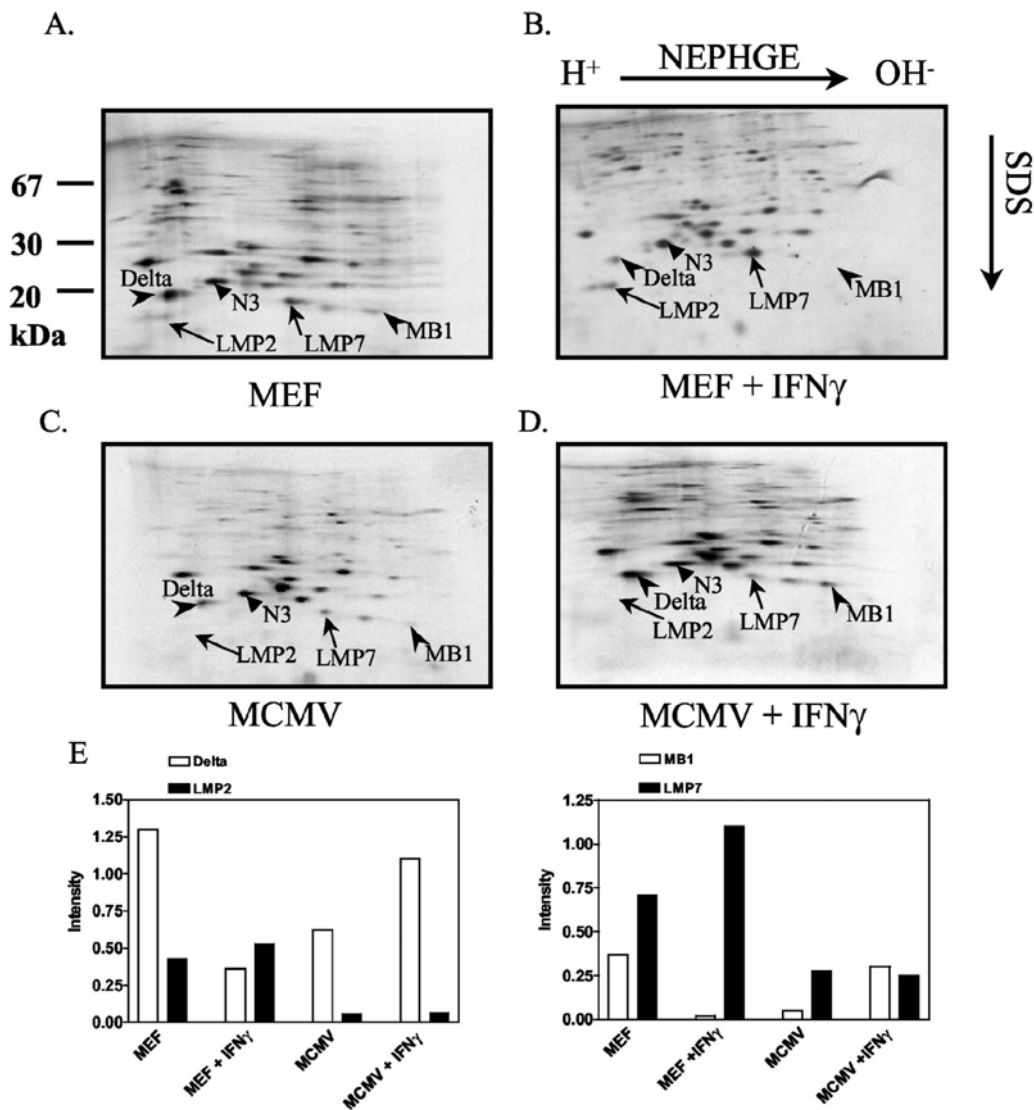 A.
B.
H+ NEPHGE OH-
SDS
67
30
20
kDa
Delta
N3
LMP2
LMP7
MB1
N3
Delta
LMP2
LMP7
MB1
MEF
MEF + IFNγ
C.
D.
Delta
N3
LMP2
LMP7
MB1
N3
Delta
LMP2
LMP7
MB1
MCMV
MCMV + IFNγ
E
Delta
LMP2
1.50
1.25
1.00
0.75
0.50
0.25
0.00
Intensity
MEF
MEF + IFNγ
MCMV
MCMV + IFNγ
MB1
LMP7
1.25
1.00
0.75
0.50
0.25
0.00
Intensity
MEF
MEF +IFNγ
MCMV
MCMV +IFNγ